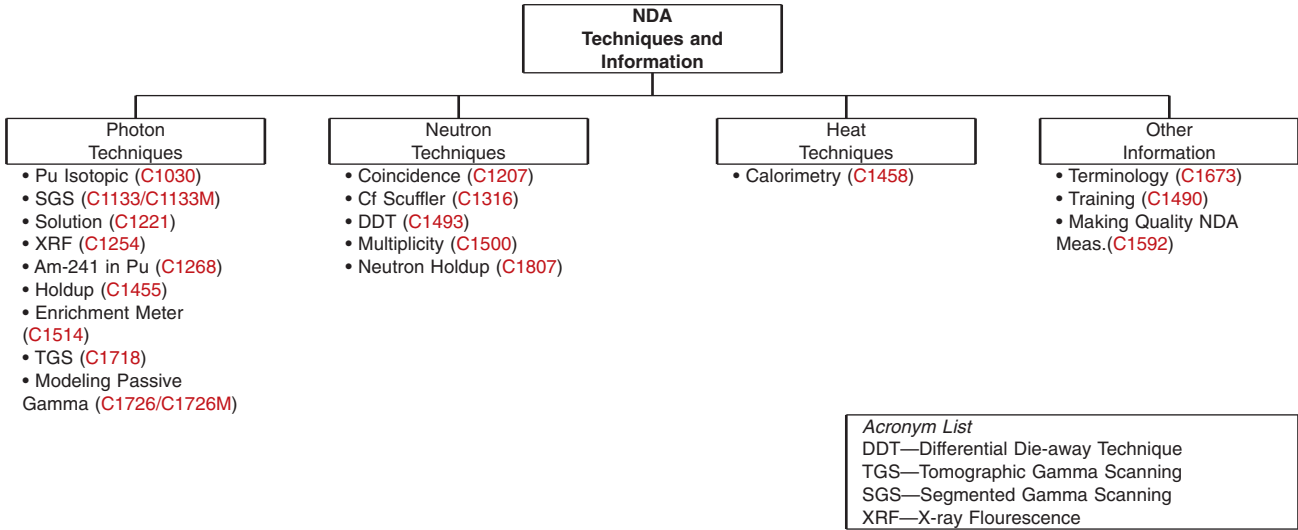 NDA
Techniques and
Information
Photon
Techniques
• Pu Isotopic (C1030)
• SGS (C1133/C1133M)
• Solution (C1221)
• XRF (C1254)
• Am-241 in Pu (C1268)
• Holdup (C1455)
• Enrichment Meter
(C1514)
• TGS (C1718)
• Modeling Passive
Gamma (C1726/C1726M)
Neutron
Techniques
• Coincidence (C1207)
• Cf Scuffler (C1316)
• DDT (C1493)
• Multiplicity (C1500)
• Neutron Holdup (C1807)
Heat
Techniques
• Calorimetry (C1458)
Other
Information
• Terminology (C1673)
• Training (C1490)
• Making Quality NDA
Meas.(C1592)
Acronym List
DDT—Differential Die-away Technique
TGS—Tomographic Gamma Scanning
SGS—Segmented Gamma Scanning
XRF—X-ray Flourescence